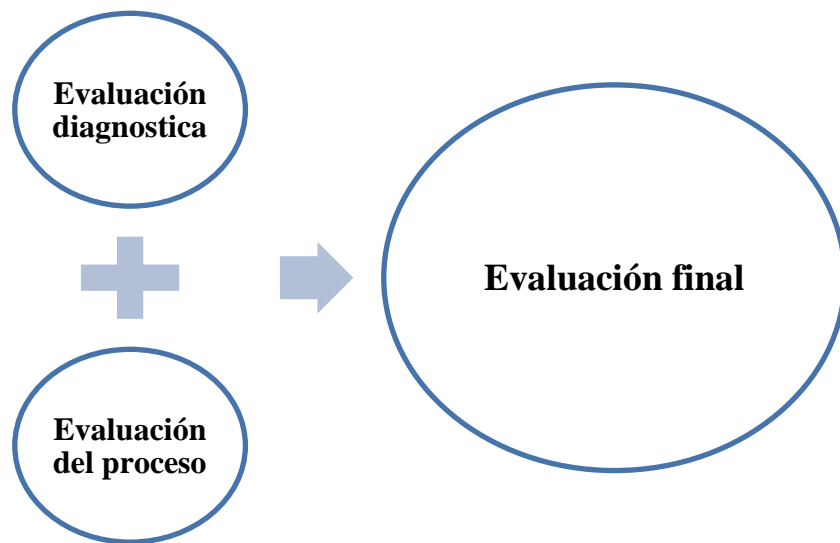 Evaluación
diagnostica
Evaluación final
Evaluación
del proceso